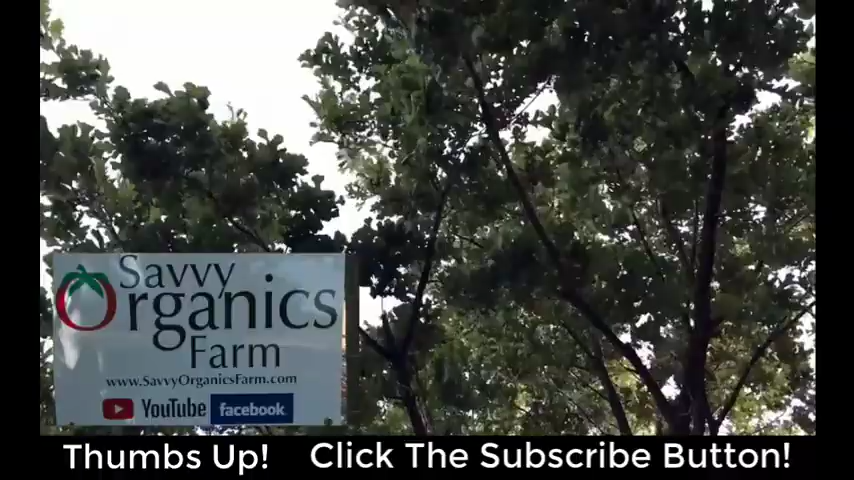 Savvy
Organics
Farm
www.SavvyOrganicsFarm.com
YouTube facebook
Thumbs Up! Click The Subscribe Button!